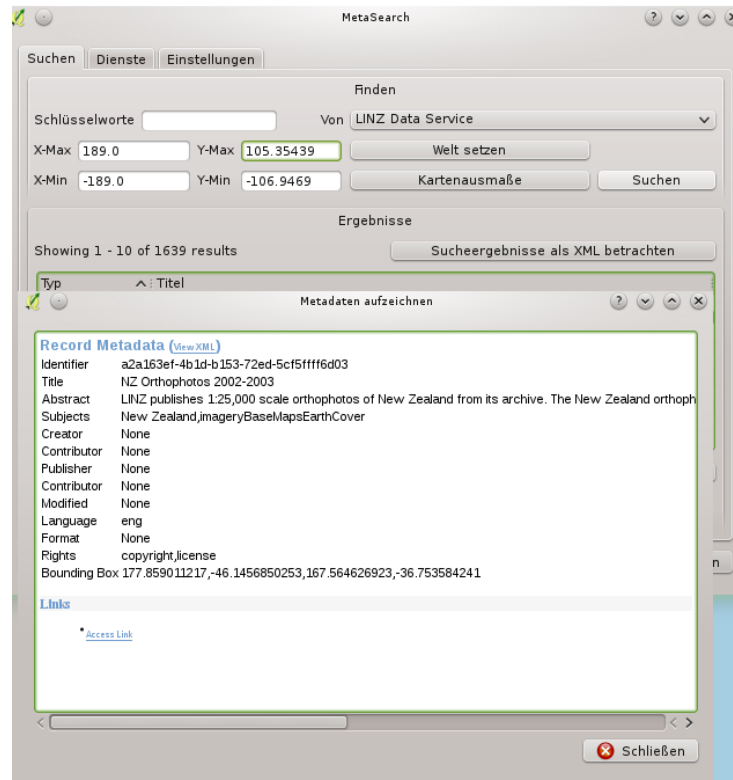 MetaSearch
Suchen Dienste Einstellungen
Finden
Schlüsselworte Von LINZ Data Service
X-Max 189.0 Y-Max 105.35439 Welt setzen
X-Min -189.0 Y-Min -106.9469 Kartenausmaße Suchen
Ergebnisse
Showing 1 - 10 of 1639 results Sucheergebnisse als XML betrachten
Typ Titel
Metadaten aufzeichnen
Record Metadata (View XML)
Identifier a2a163ef-4b1d-b153-72ed-5cf5ffff6d03
Title NZ Orthophotos 2002-2003
Abstract LINZ publishes 1:25,000 scale orthophotos of New Zealand from its archive. The New Zealand orthoph
Subjects New Zealand,imageryBaseMapsEarthCover
Creator None
Contributor None
Publisher None
Contributor None
Modified None
Language eng
Format None
Rights copyright,license
Bounding Box 177.859011217,-46.1456850253,167.564626923,-36.753584241
n
Links
Access Link
Schließen